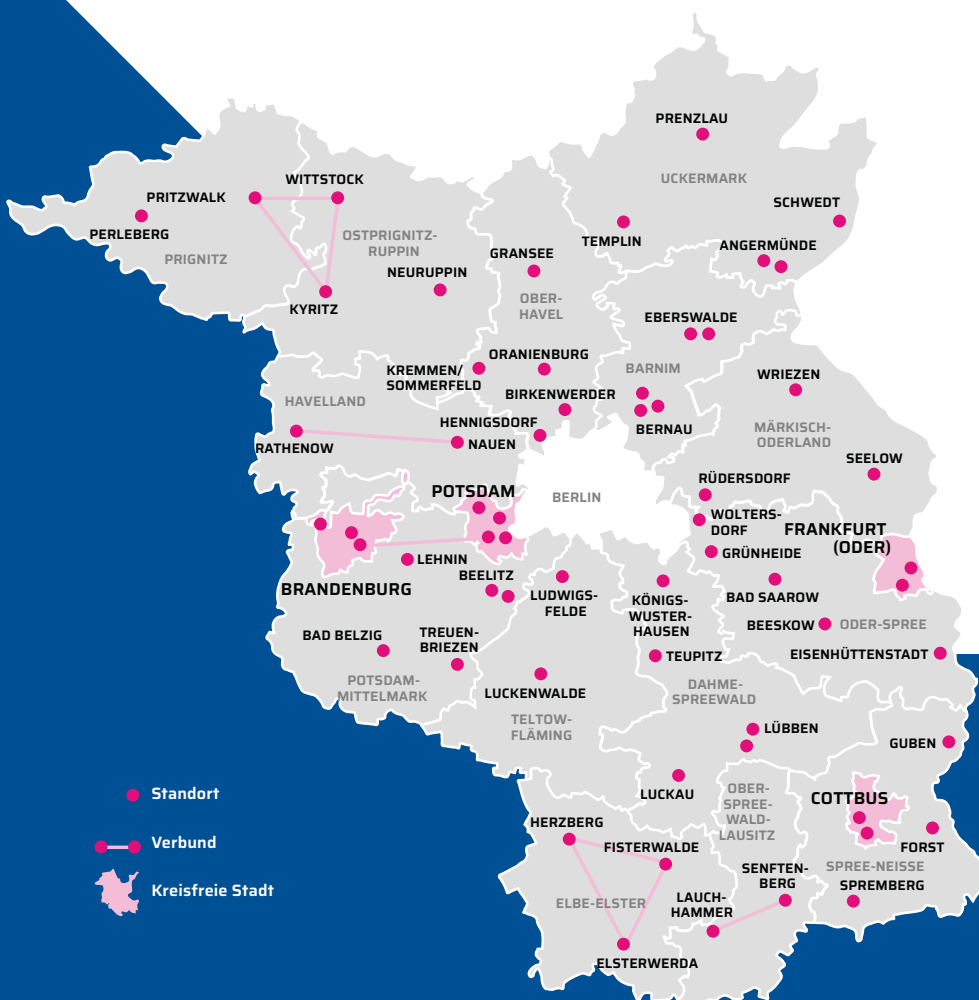 PRENZLAU
UCKERMARK
WITTSTOCK
PRITZWALK
SCHWEDT
PERLEBERG
OSTPRIGNITZ-
RUPPIN
TEMPLIN
ANGERMÜNDE
PRIGNITZ
GRANSEE
NEURUPPIN
OBER-
HAVEL
KYRITZ
EBERSWALDE
ORANIENBURG
KREMMEN/
SOMMERFELD
BARNIM
WRIEZEN
HAVELLAND
BIRKENWERDER
HENNIGSDORF
BERNAU
MÄRKISCH-
ODERLAND
RATHENOW
NAUEN
SEELOW
RÜDERSDORF
POTSDAM
BERLIN
WOLTERS-
DORF
FRANKFURT
(ODER)
GRÜNHEIDE
LEHNIN
BEELITZ
BRANDENBURG
LUDWIGS-
FELDE
KÖNIGS-
WUSTER-
HAUSEN
BAD SAAROW
BEESKOW
ODER-SPREE
BAD BELZIG
TREUEN-
BRIEZEN
TEUPITZ
EISENHÜTTENSTADT
POTSDAM-
MITTELMARK
LUCKENWALDE
DAHME-
SPREEWALD
TELTOW-
FLÄMING
LÜBBEN
GUBEN
LUCKAU
OBER-
SPREE-
WALD-
LAUSITZ
COTTBUS
HERZBERG
FISTERWALDE
FORST
SENFTEN-
BERG
SPREE-NEISSE
SPREMBERG
ELBE-ELSTER
LAUCH-
HAMMER
ELSTERWERDA
Standort
Verbund
Kreisfreie Stadt